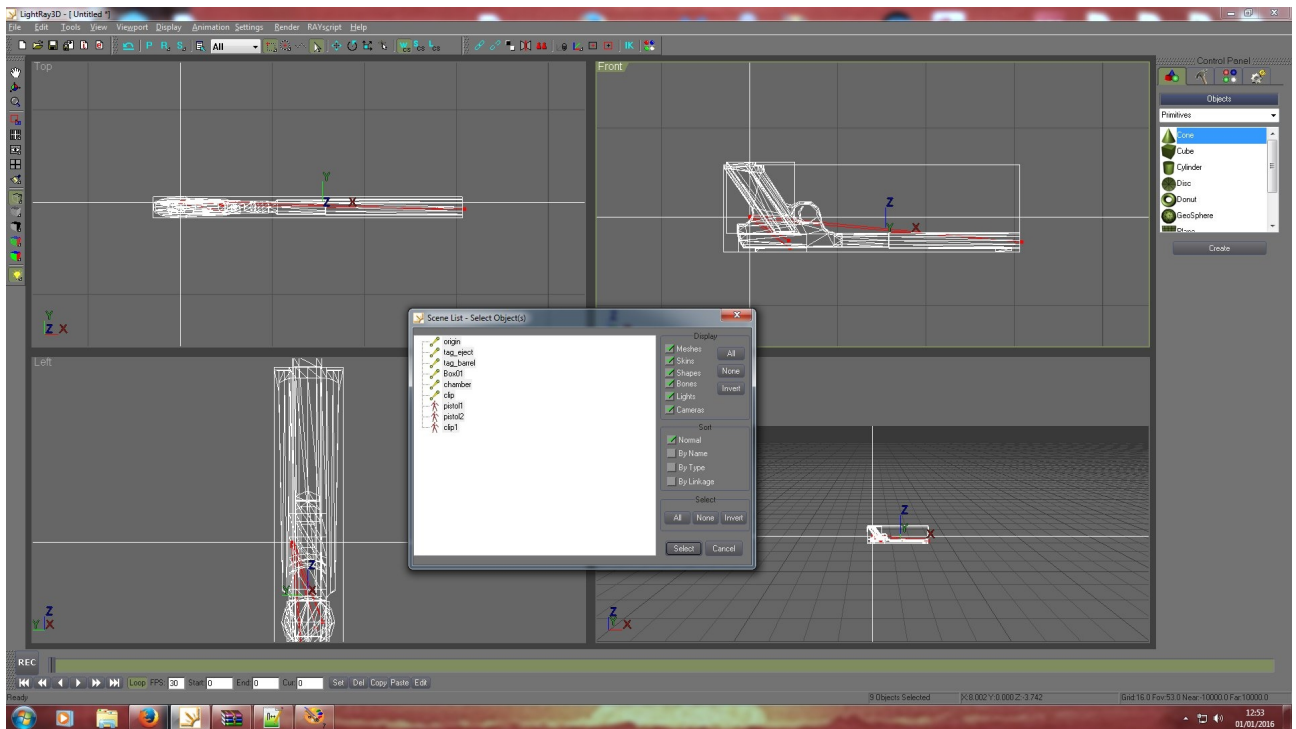 LightRay3D - [ Untitled *]
File Edit Tools View Viewport Display Animation Settings Render RAYscript Help
P R S E All
IK
Top
Front
Left
Control Panel
Objects
Primitives
Cone
Cube
Cylinder
Disc
Donut
GeoSphere
Plane
Create
Y
Z X
Z
Y X
Scene List - Select Object(s)
origin
tag_eject
tag_barrel
Box01
chamber
clip
pistol1
pistol2
clip1
Display
Meshes
Skins
Shapes
Bones
Lights
Cameras
All
None
Invert
Sort
Normal
By Name
By Type
By Linkage
Select
All None Invert
Select Cancel
REC
Loop FPS: 30 Start: 0 End: 0 Cur: 0 Set Del Copy Paste Edit
Ready
9 Objects Selected
X:8.002 Y:0.000 Z:-3.742
Grid:16.0 Fov:53.0 Near:-10000.0 Far:10000.0
12:53
01/01/2016